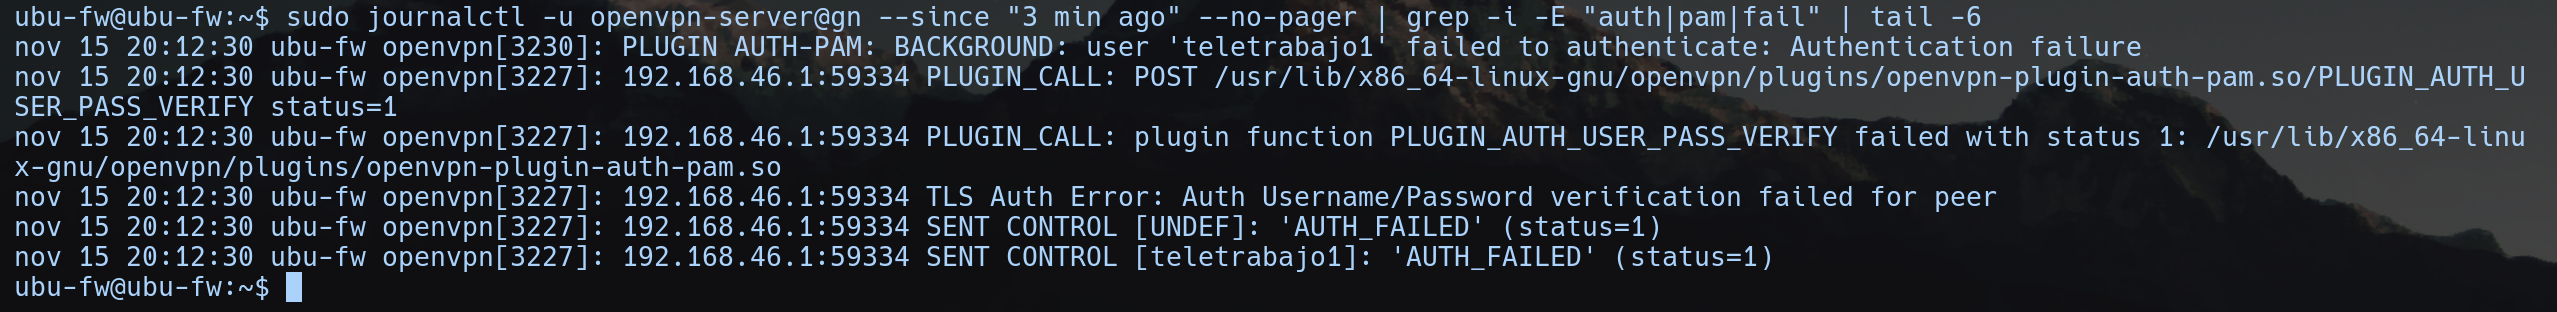 ubu-fw@ubu-fw:~$ sudo journalctl -u openvpn-server@gn --since "3 min ago" --no-pager | grep -i -E "auth|pam|fail" | tail -6
nov 15 20:12:30 ubu-fw openvpn[3230]: PLUGIN AUTH-PAM: BACKGROUND: user 'teletrabajo1' failed to authenticate: Authentication failure
nov 15 20:12:30 ubu-fw openvpn[3227]: 192.168.46.1:59334 PLUGIN_CALL: POST /usr/lib/x86_64-linux-gnu/openvpn/plugins/openvpn-plugin-auth-pam.so/PLUGIN_AUTH_U
SER_PASS_VERIFY status=1
nov 15 20:12:30 ubu-fw openvpn[3227]: 192.168.46.1:59334 PLUGIN_CALL: plugin function PLUGIN_AUTH_USER_PASS_VERIFY failed with status 1: /usr/lib/x86_64-linu
x-gnu/openvpn/plugins/openvpn-plugin-auth-pam.so
nov 15 20:12:30 ubu-fw openvpn[3227]: 192.168.46.1:59334 TLS Auth Error: Auth Username/Password verification failed for peer
nov 15 20:12:30 ubu-fw openvpn[3227]: 192.168.46.1:59334 SENT CONTROL [UNDEF]: 'AUTH_FAILED' (status=1)
nov 15 20:12:30 ubu-fw openvpn[3227]: 192.168.46.1:59334 SENT CONTROL [teletrabajo1]: 'AUTH_FAILED' (status=1)
ubu-fw@ubu-fw:~$